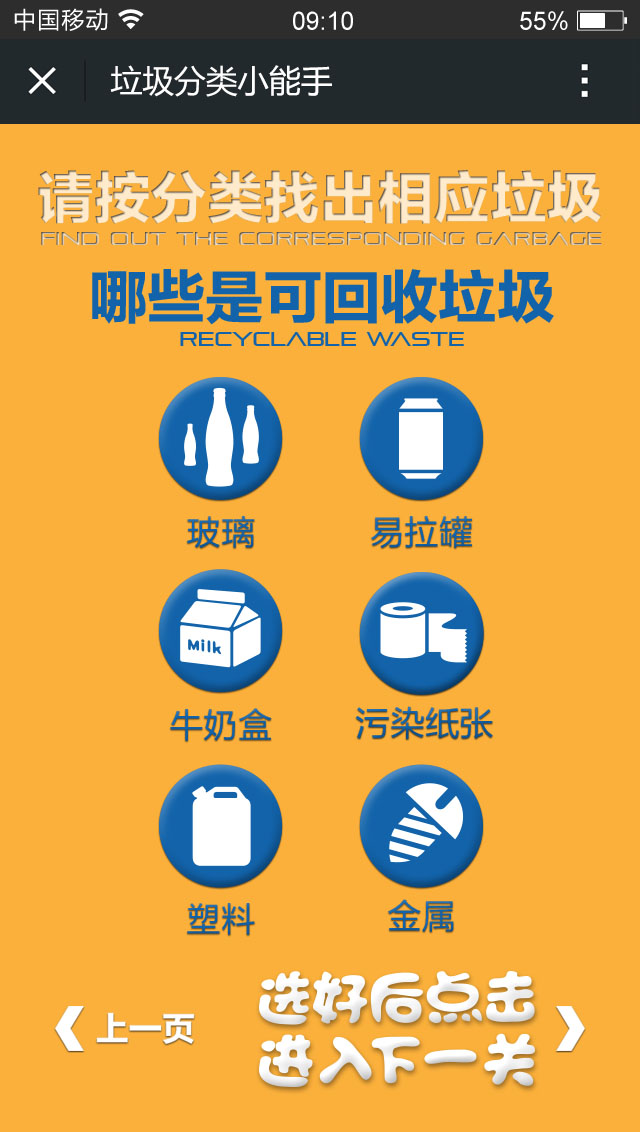 中国移动 09:10 55%
垃圾分类小能手
请按分类找出相应垃圾
FIND OUT THE CORRESPONDING GARBAGE
哪些是可回收垃圾
RECYCLABLE WASTE
玻璃 易拉罐
Milk
牛奶盒 污染纸张
塑料 金属
选好后点击
上一页
进入下一关